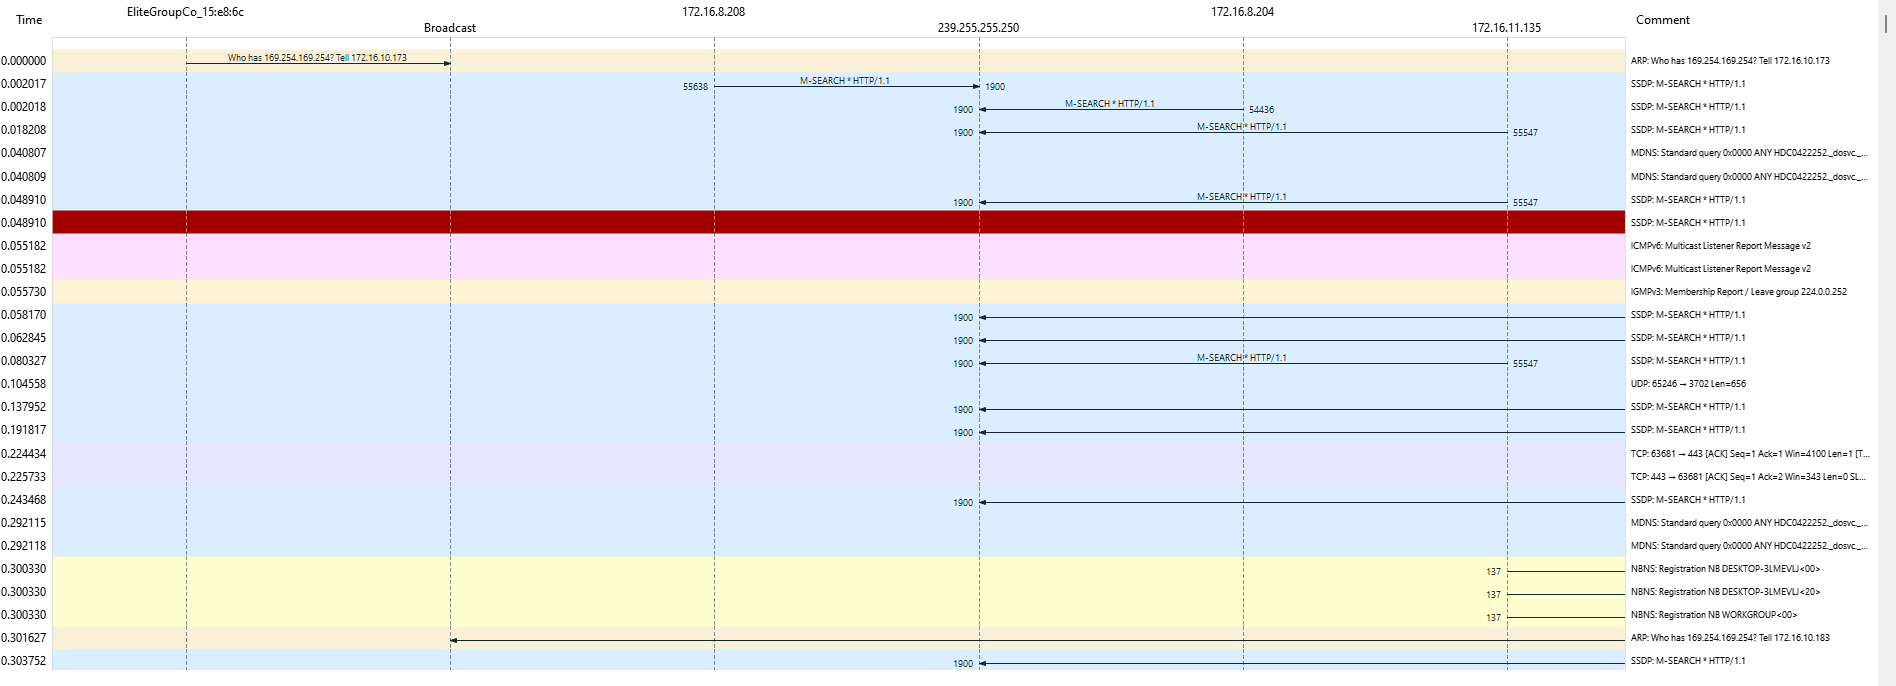 Time EliteGroupCo_15:e8:6c 172.16.8.208 172.16.8.204 Comment
Broadcast 239.255.255.250 172.16.11.135
0.000000 Who has 169.254.169.254? Tell 172.16.10.173 ARP: Who has 169.254.169.254? Tell 172.16.10.173
0.002017 55638 M-SEARCH * HTTP/1.1 1900 SSDP: M-SEARCH * HTTP/1.1
0.002018 1900 M-SEARCH * HTTP/1.1 54436 SSDP: M-SEARCH * HTTP/1.1
0.018208 1900 M-SEARCH * HTTP/1.1 55547 SSDP: M-SEARCH * HTTP/1.1
0.040807 MDNS: Standard query 0x0000 ANY HDC0422252._dosvc._...
0.040809 MDNS: Standard query 0x0000 ANY HDC0422252._dosvc._...
0.048910 1900 M-SEARCH * HTTP/1.1 55547 SSDP: M-SEARCH * HTTP/1.1
0.048910 SSDP: M-SEARCH * HTTP/1.1
0.055182 ICMPv6: Multicast Listener Report Message v2
0.055182 ICMPv6: Multicast Listener Report Message v2
0.055730 IGMPv3: Membership Report / Leave group 224.0.0.252
0.058170 1900 SSDP: M-SEARCH * HTTP/1.1
0.062845 1900 SSDP: M-SEARCH * HTTP/1.1
0.080327 1900 M-SEARCH * HTTP/1.1 55547 SSDP: M-SEARCH * HTTP/1.1
0.104558 UDP: 65246 → 3702 Len=656
0.137952 1900 SSDP: M-SEARCH * HTTP/1.1
0.191817 1900 SSDP: M-SEARCH * HTTP/1.1
0.224434 TCP: 63681 → 443 [ACK] Seq=1 Ack=1 Win=4100 Len=1 [T...
0.225733 TCP: 443 → 63681 [ACK] Seq=1 Ack=2 Win=343 Len=0 SL...
0.243468 1900 SSDP: M-SEARCH * HTTP/1.1
0.292115 MDNS: Standard query 0x0000 ANY HDC0422252._dosvc._...
0.292118 MDNS: Standard query 0x0000 ANY HDC0422252._dosvc._...
0.300330 137 NBNS: Registration NB DESKTOP-3LMEVLJ<00>
0.300330 137 NBNS: Registration NB DESKTOP-3LMEVLJ<20>
0.300330 137 NBNS: Registration NB WORKGROUP<00>
0.301627 ARP: Who has 169.254.169.254? Tell 172.16.10.183
0.303752 1900 SSDP: M-SEARCH * HTTP/1.1